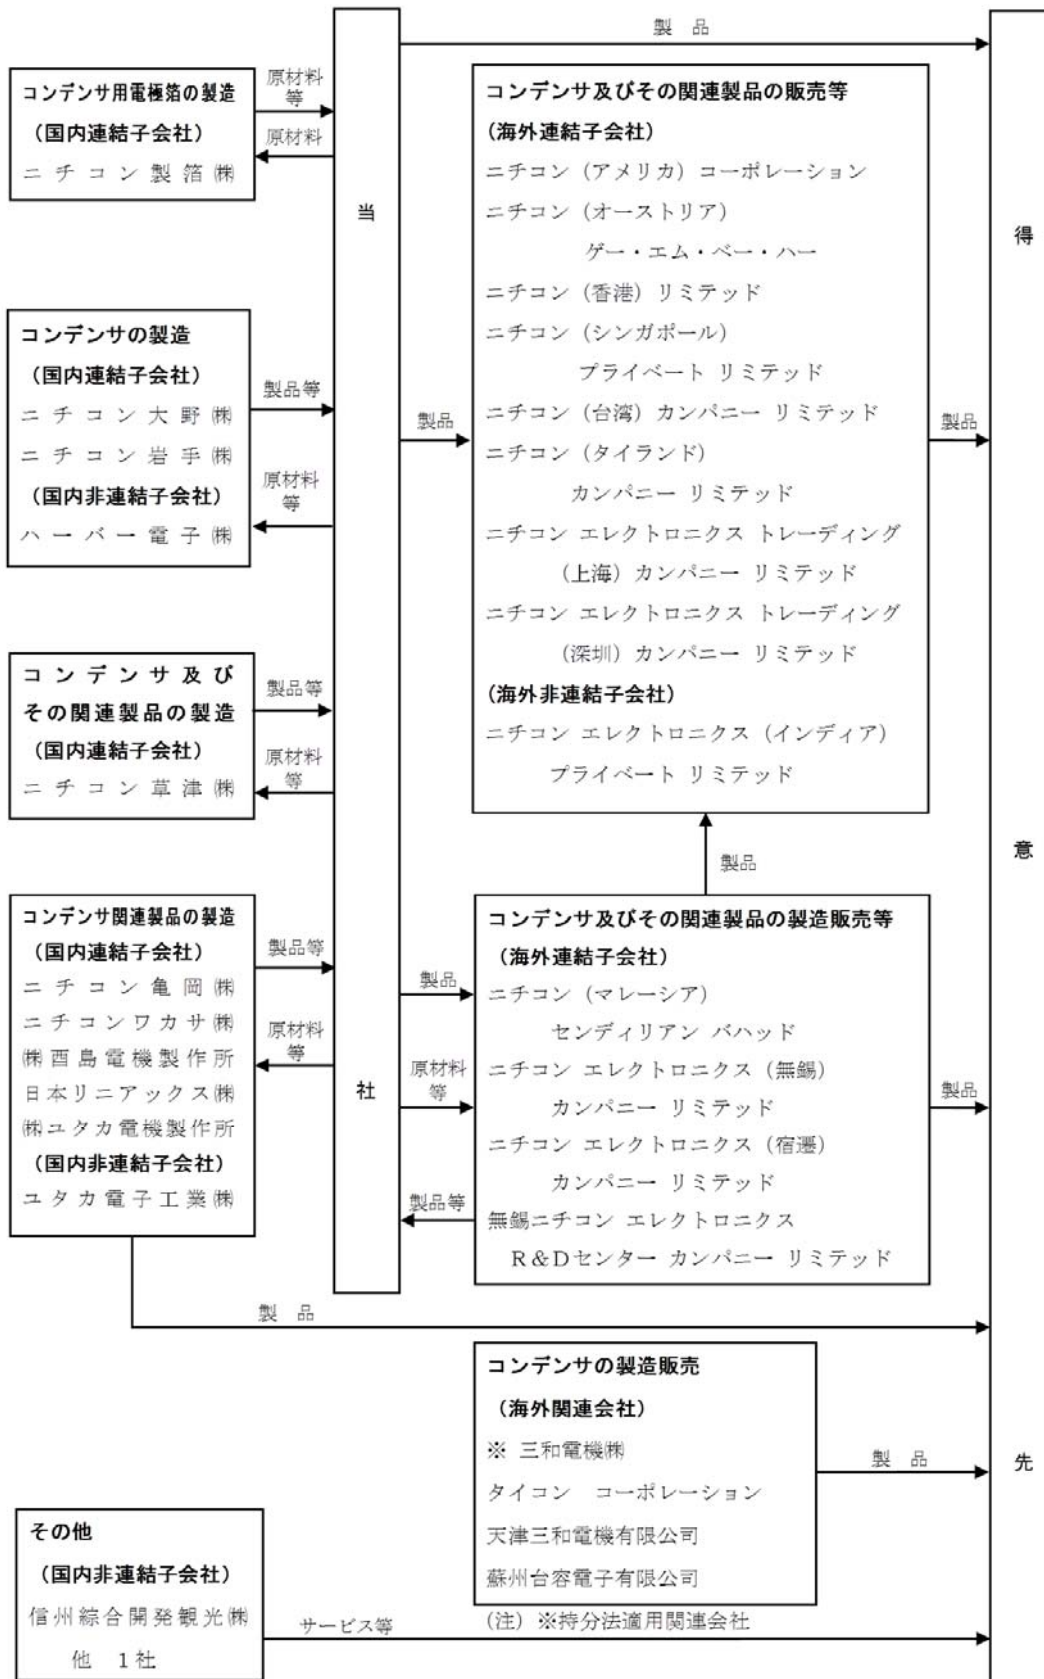 コンデンサ用電極箔の製造
(国内連結子会社)
ニチコン製箔㈱
原材料
等
原材料
コンデンサの製造
(国内連結子会社)
ニチコン大野㈱
ニチコン岩手㈱
(国内非連結子会社)
ハーバー電子㈱
製品等
原材料
等
コンデンサ及び
その関連製品の製造
(国内連結子会社)
ニチコン草津㈱
製品等
原材料
等
コンデンサ関連製品の製造
(国内連結子会社)
ニチコン亀岡㈱
ニチコンワカサ㈱
㈱酉島電機製作所
日本リニアックス㈱
㈱ユタカ電機製作所
(国内非連結子会社)
ユタカ電子工業㈱
製品等
原材料
等
製 品
その他
(国内非連結子会社)
信州綜合開発観光㈱
他 1社
サービス等
当
社
製 品
製品
コンデンサ及びその関連製品の販売等
(海外連結子会社)
ニチコン(アメリカ)コーポレーション
ニチコン(オーストリア)
ゲー・エム・ベー・ハー
ニチコン(香港)リミテッド
ニチコン(シンガポール)
プライベート リミテッド
ニチコン(台湾)カンパニー リミテッド
ニチコン(タイランド)
カンパニー リミテッド
ニチコン エレクトロニクス トレーディング
(上海)カンパニー リミテッド
ニチコン エレクトロニクス トレーディング
(深圳)カンパニー リミテッド
(海外非連結子会社)
ニチコン エレクトロニクス(インディア)
プライベート リミテッド
製品
製品
製品
原材料
等
製品等
コンデンサ及びその関連製品の製造販売等
(海外連結子会社)
ニチコン(マレーシア)
センディリアン バハッド
ニチコン エレクトロニクス(無錫)
カンパニー リミテッド
ニチコン エレクトロニクス(宿遷)
カンパニー リミテッド
無錫ニチコン エレクトロニクス
R&Dセンター カンパニー リミテッド
製品
コンデンサの製造販売
(海外関連会社)
※ 三和電機㈱
タイコン コーポレーション
天津三和電機有限公司
蘇州台容電子有限公司
製 品
(注)※持分法適用関連会社
得
意
先